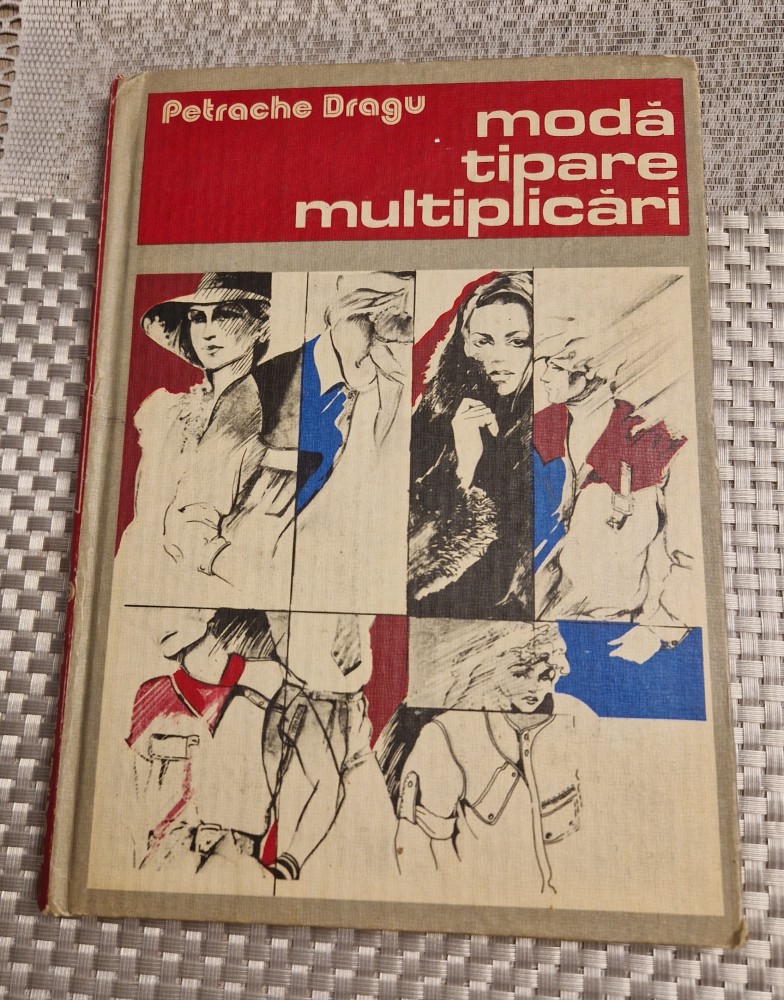 Petrache Dragu
modă
tipare
multiplicări